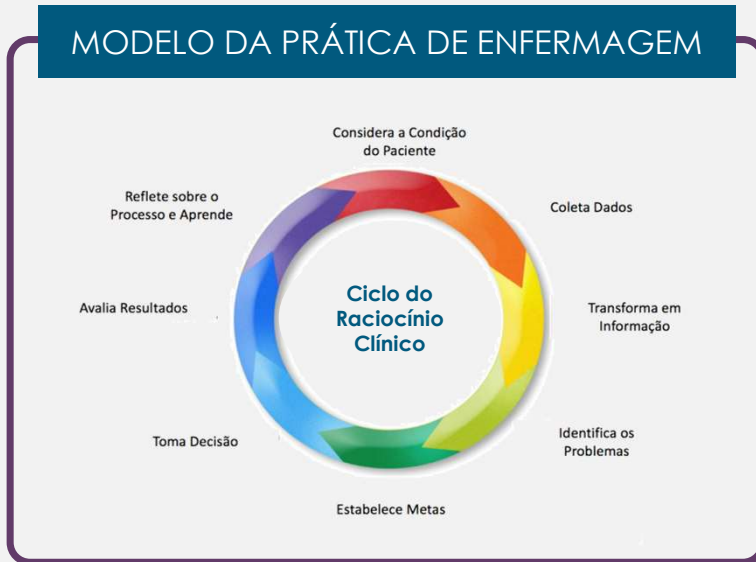 MODELO DA PRÁTICA DE ENFERMAGEM
Considera a Condição
do Paciente
Coleta Dados
Transforma em
Informação
Identifica os
Problemas
Estabelece Metas
Toma Decisão
Avalia Resultados
Reflete sobre o
Processo e Aprende
Ciclo do
Raciocínio
Clínico